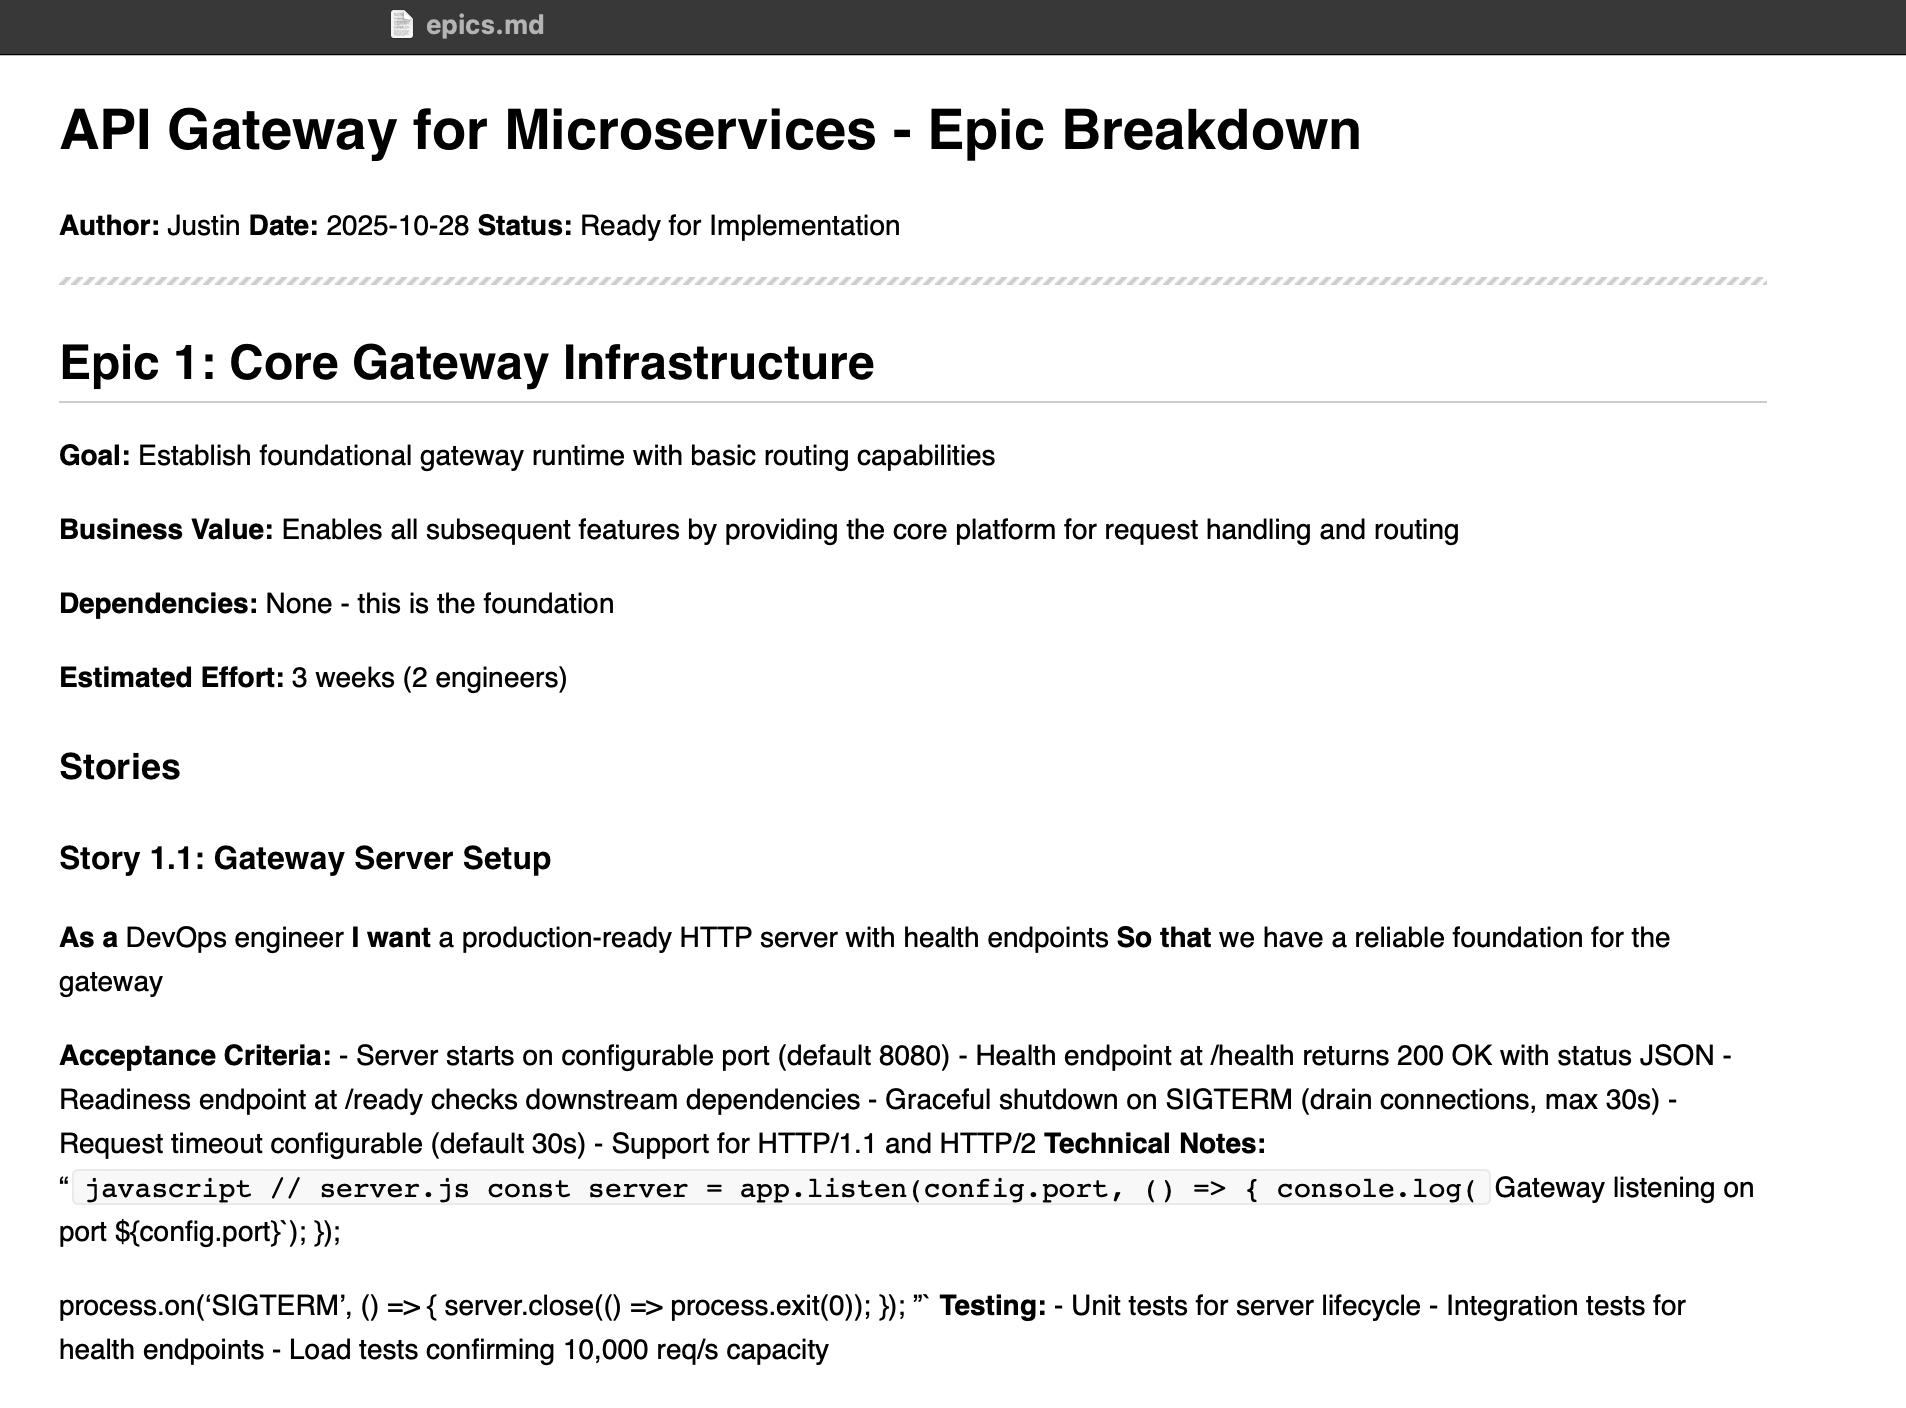 epics.md
API Gateway for Microservices - Epic Breakdown
Author: Justin Date: 2025-10-28 Status: Ready for Implementation
Epic 1: Core Gateway Infrastructure
Goal: Establish foundational gateway runtime with basic routing capabilities
Business Value: Enables all subsequent features by providing the core platform for request handling and routing
Dependencies: None - this is the foundation
Estimated Effort: 3 weeks (2 engineers)
Stories
Story 1.1: Gateway Server Setup
As a DevOps engineer I want a production-ready HTTP server with health endpoints So that we have a reliable foundation for the
gateway
Acceptance Criteria: - Server starts on configurable port (default 8080) - Health endpoint at /health returns 200 OK with status JSON -
Readiness endpoint at /ready checks downstream dependencies - Graceful shutdown on SIGTERM (drain connections, max 30s) -
Request timeout configurable (default 30s) - Support for HTTP/1.1 and HTTP/2 Technical Notes:
“ javascript // server.js const server = app.listen(config.port, () => { console.log( Gateway listening on
port ${config.port}`); });
process.on(‘SIGTERM’, () => { server.close(() => process.exit(0)); }); ”` Testing: - Unit tests for server lifecycle - Integration tests for
health endpoints - Load tests confirming 10,000 req/s capacity